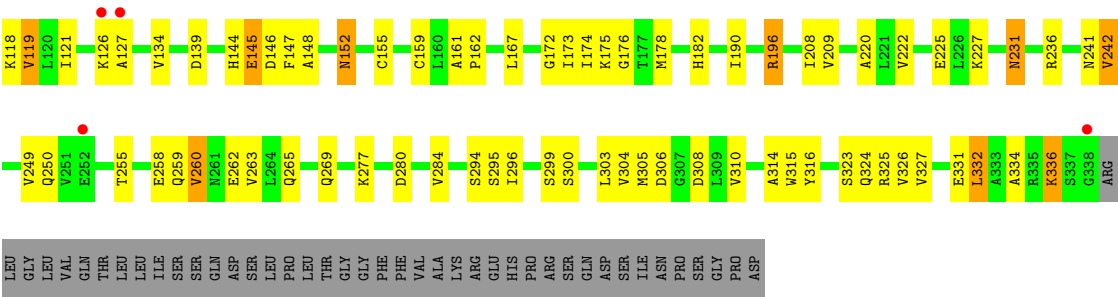 K118 V119 L120 I121 K126 A127 V134 D139 H144 E145 D146 F147 A148 N152 C155 C159 L160 A161 P162 L167 G172 I173 I174 K175 G176 T177 M178 H182 I190 R196 I208 V209 A220 L221 V222 E225 L226 K227 N231 R236 N241 V242
V249 Q250 V251 E252 T255 E258 Q259 V260 N261 E262 V263 L264 Q265 Q269 K277 D280 V284 S294 S295 I296 S299 S300 L303 V304 M305 D306 G307 D308 L309 V310 A314 W315 Y316 S323 Q324 R325 V326 V327 E331 L332 A333 A334 R335 K336 S337 G338 ARG
LEU GLY GLN LEU VAL GLN THR LEU LEU ILE SER SER GLN ASP SER LEU PRO LEU THR GLY GLY PHE PHE VAL ALA LYS ARG GLU HIS PRO ARG SER GLN ASP SER ILE ASN PRO SER GLY PRO ASP